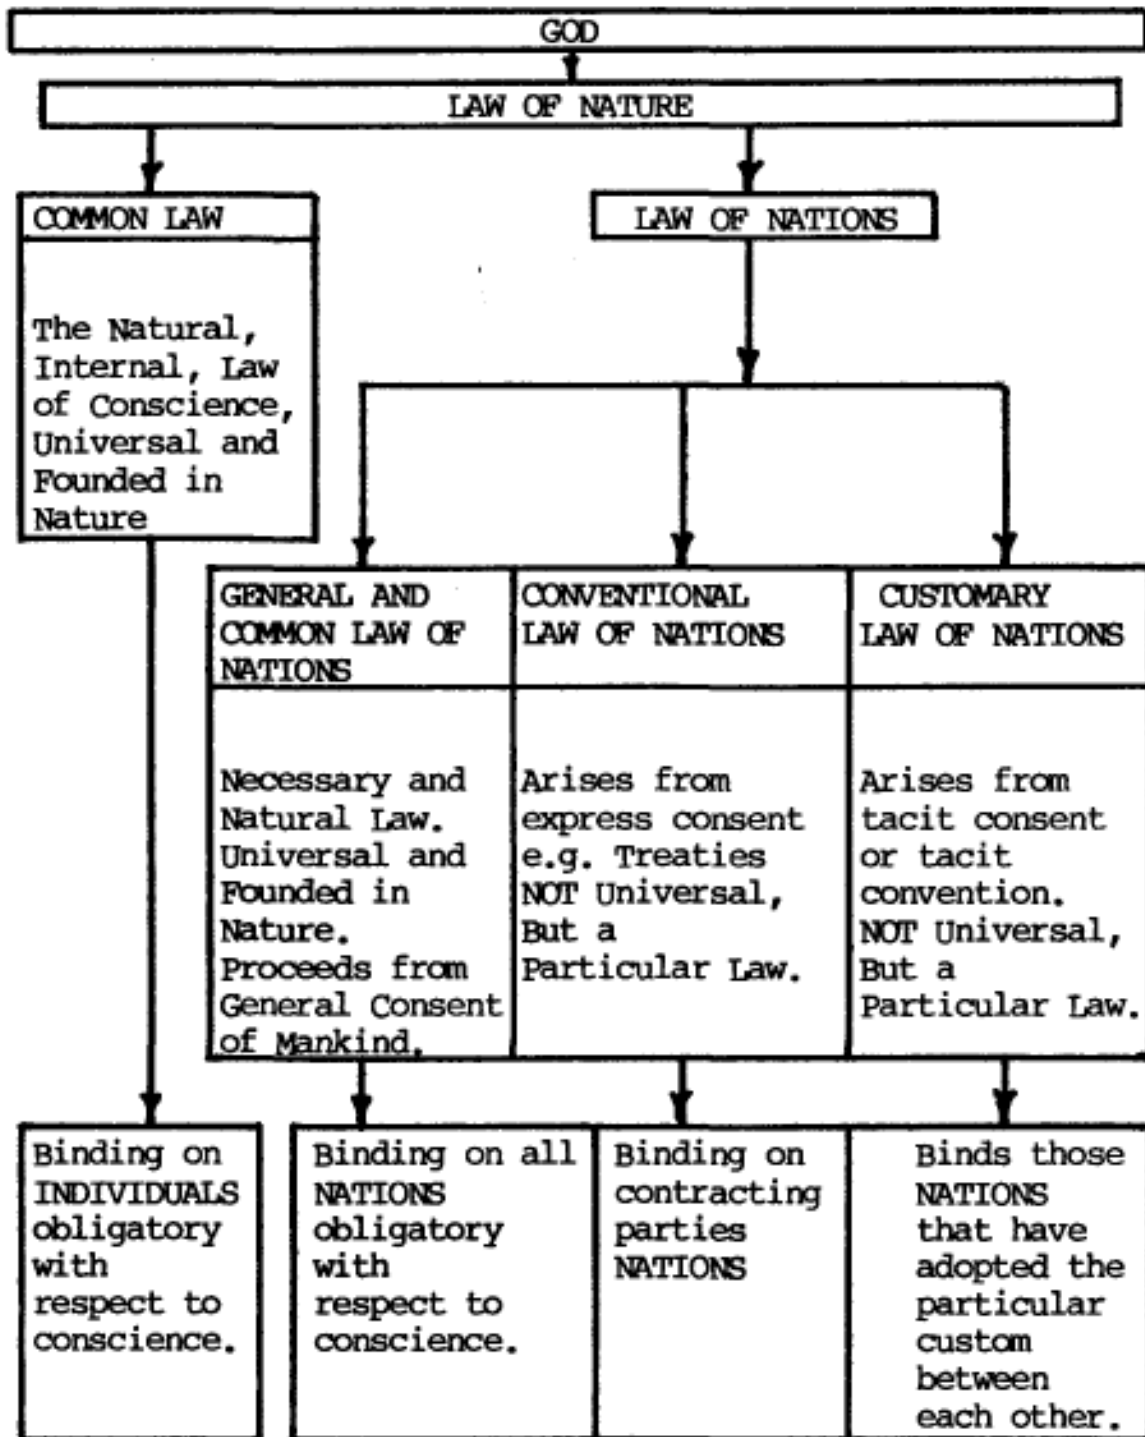 GOD
LAW OF NATURE
COMMON LAW
The Natural,
Internal, Law
of Conscience,
Universal and
Founded in
Nature
LAW OF NATIONS
GENERAL AND
COMMON LAW OF
NATIONS
Necessary and
Natural Law.
Universal and
Founded in
Nature.
Proceeds from
General Consent
of Mankind.
CONVENTIONAL
LAW OF NATIONS
Arises from
express consent
e.g. Treaties
NOT Universal,
But a
Particular Law.
CUSTOMARY
LAW OF NATIONS
Arises from
tacit consent
or tacit
convention.
NOT Universal,
But a
Particular Law.
Binding on
INDIVIDUALS
obligatory
with
respect to
conscience.
Binding on all
NATIONS
obligatory
with
respect to
conscience.
Binding on
contracting
parties
NATIONS
Binds those
NATIONS
that have
adopted the
particular
custom
between
each other.